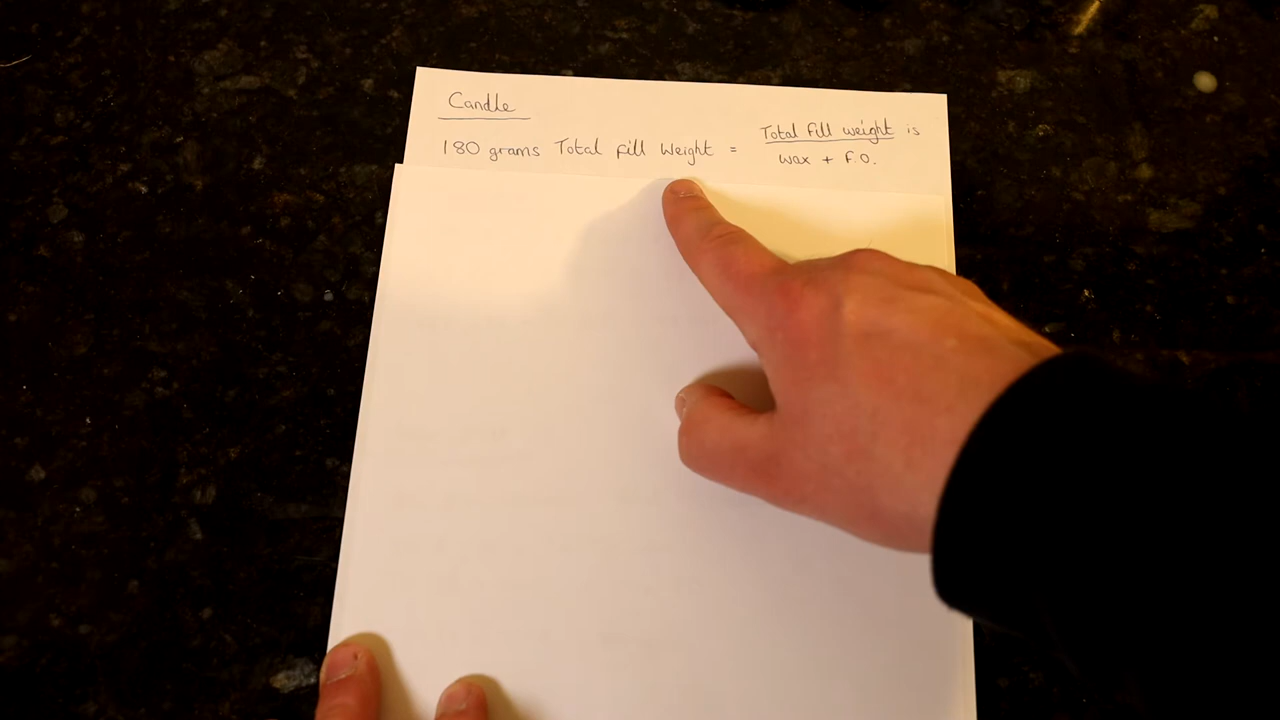 Candle
180 grams Total fill Weight = Total fill weight is
wax + f.O.